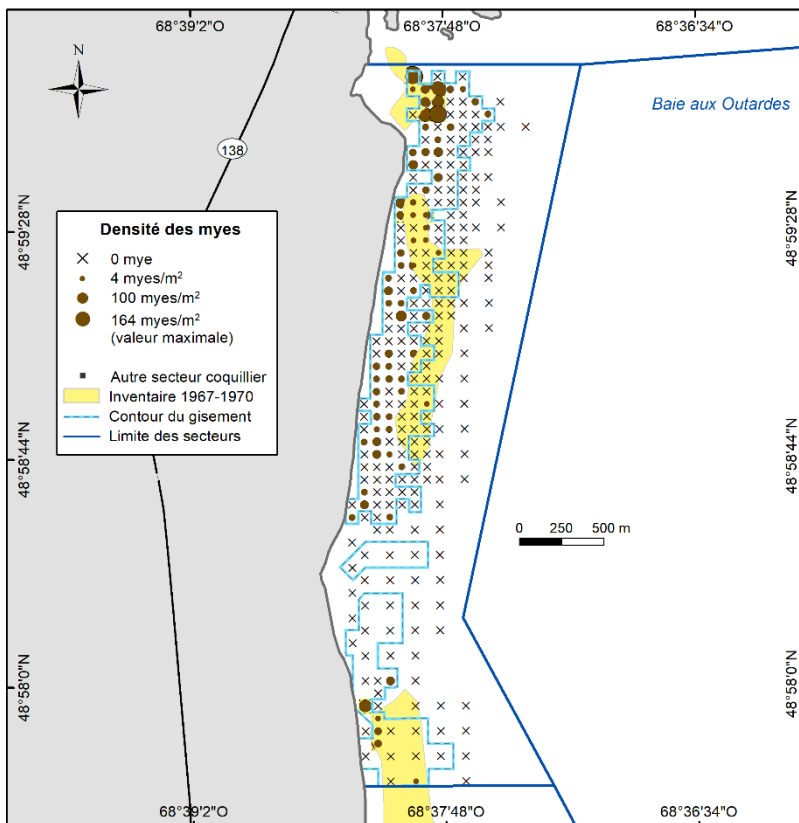 68°39'2"O
68°37'48"O
68°36'34"O
N
Baie aux Outardes
138
48°59'28"N
48°59'28"N
Densité des myes
0 mye
4 myes/m²
100 myes/m²
164 myes/m²
(valeur maximale)
Autre secteur coquillier
Inventaire 1967-1970
Contour du gisement
Limite des secteurs
48°58'44"N
48°58'44"N
0 250 500 m
48°58'0"N
48°58'0"N
68°39'2"O
68°37'48"O
68°36'34"O